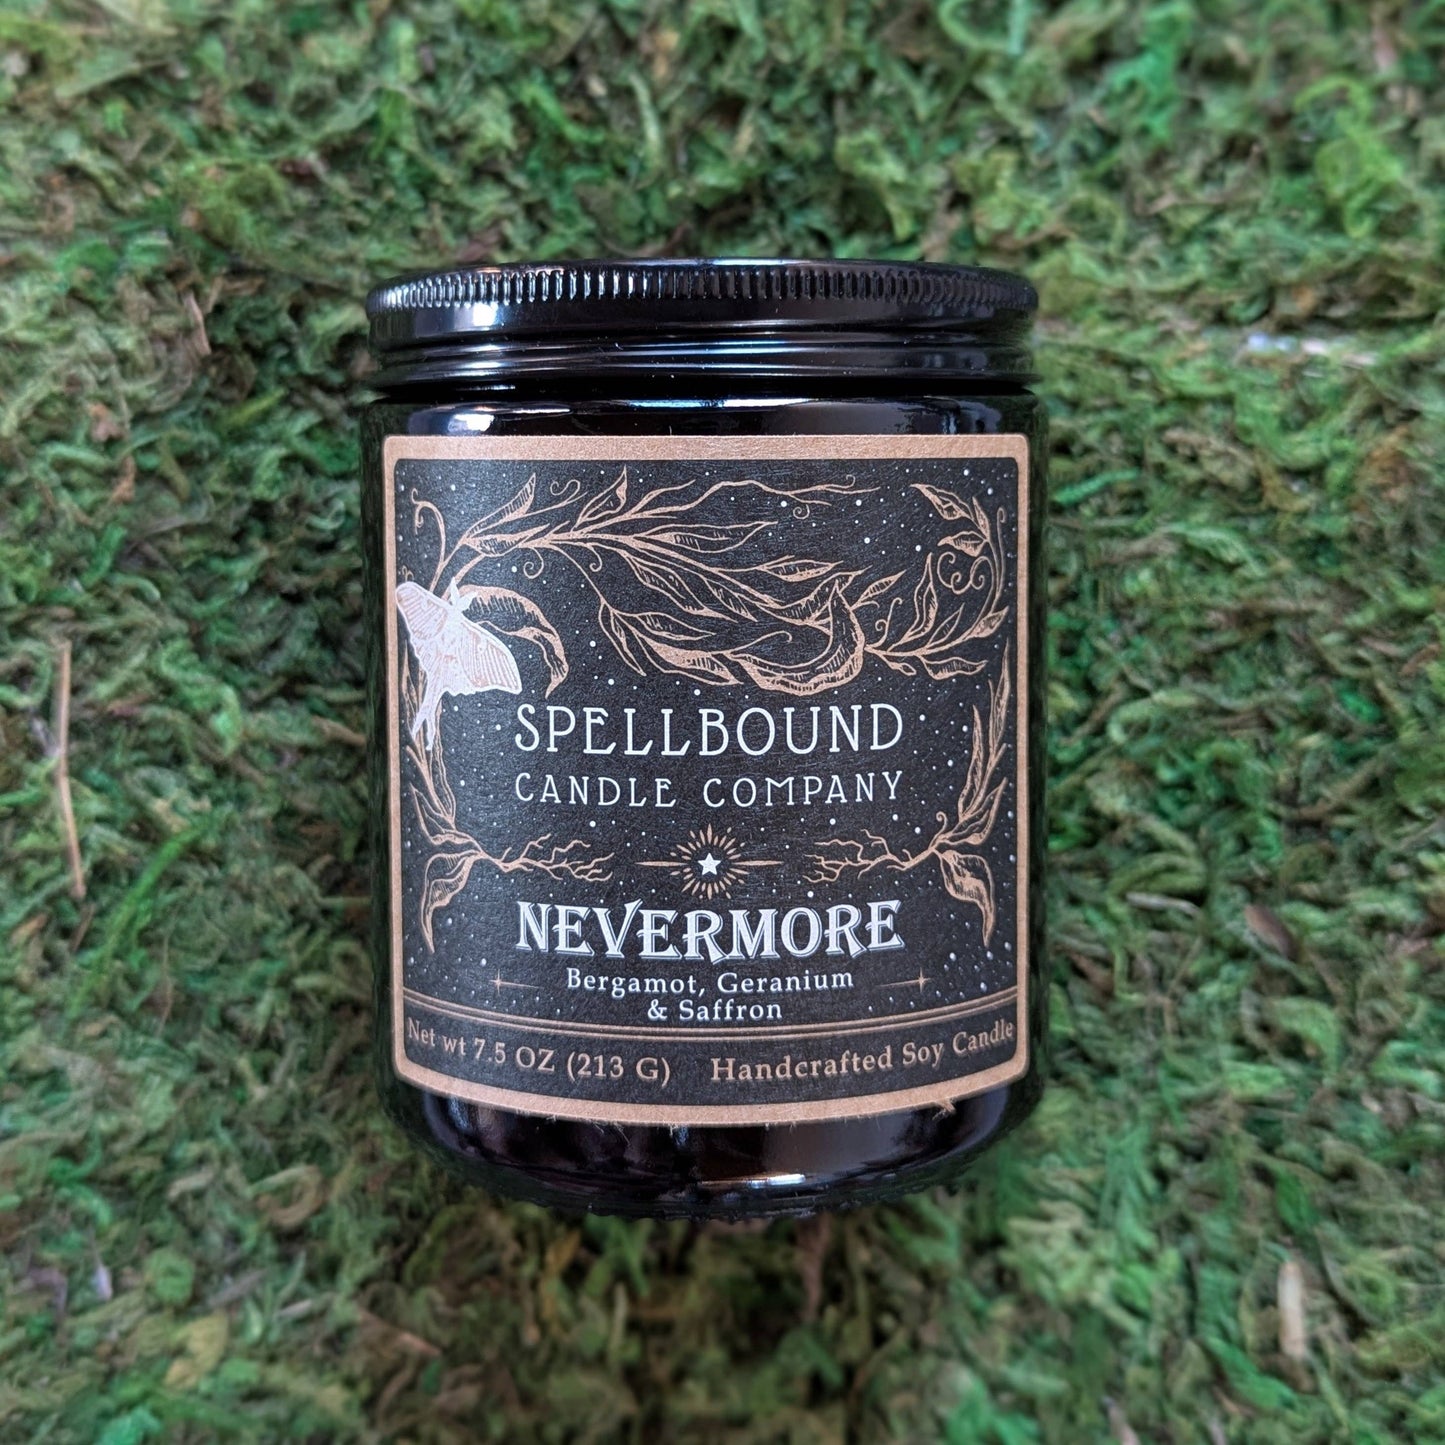 SPELLBOUND
CANDLE COMPANY
NEVERMORE
Bergamot, Geranium
& Saffron
Net wt 7.5 OZ (213 G) Handcrafted Soy Candle